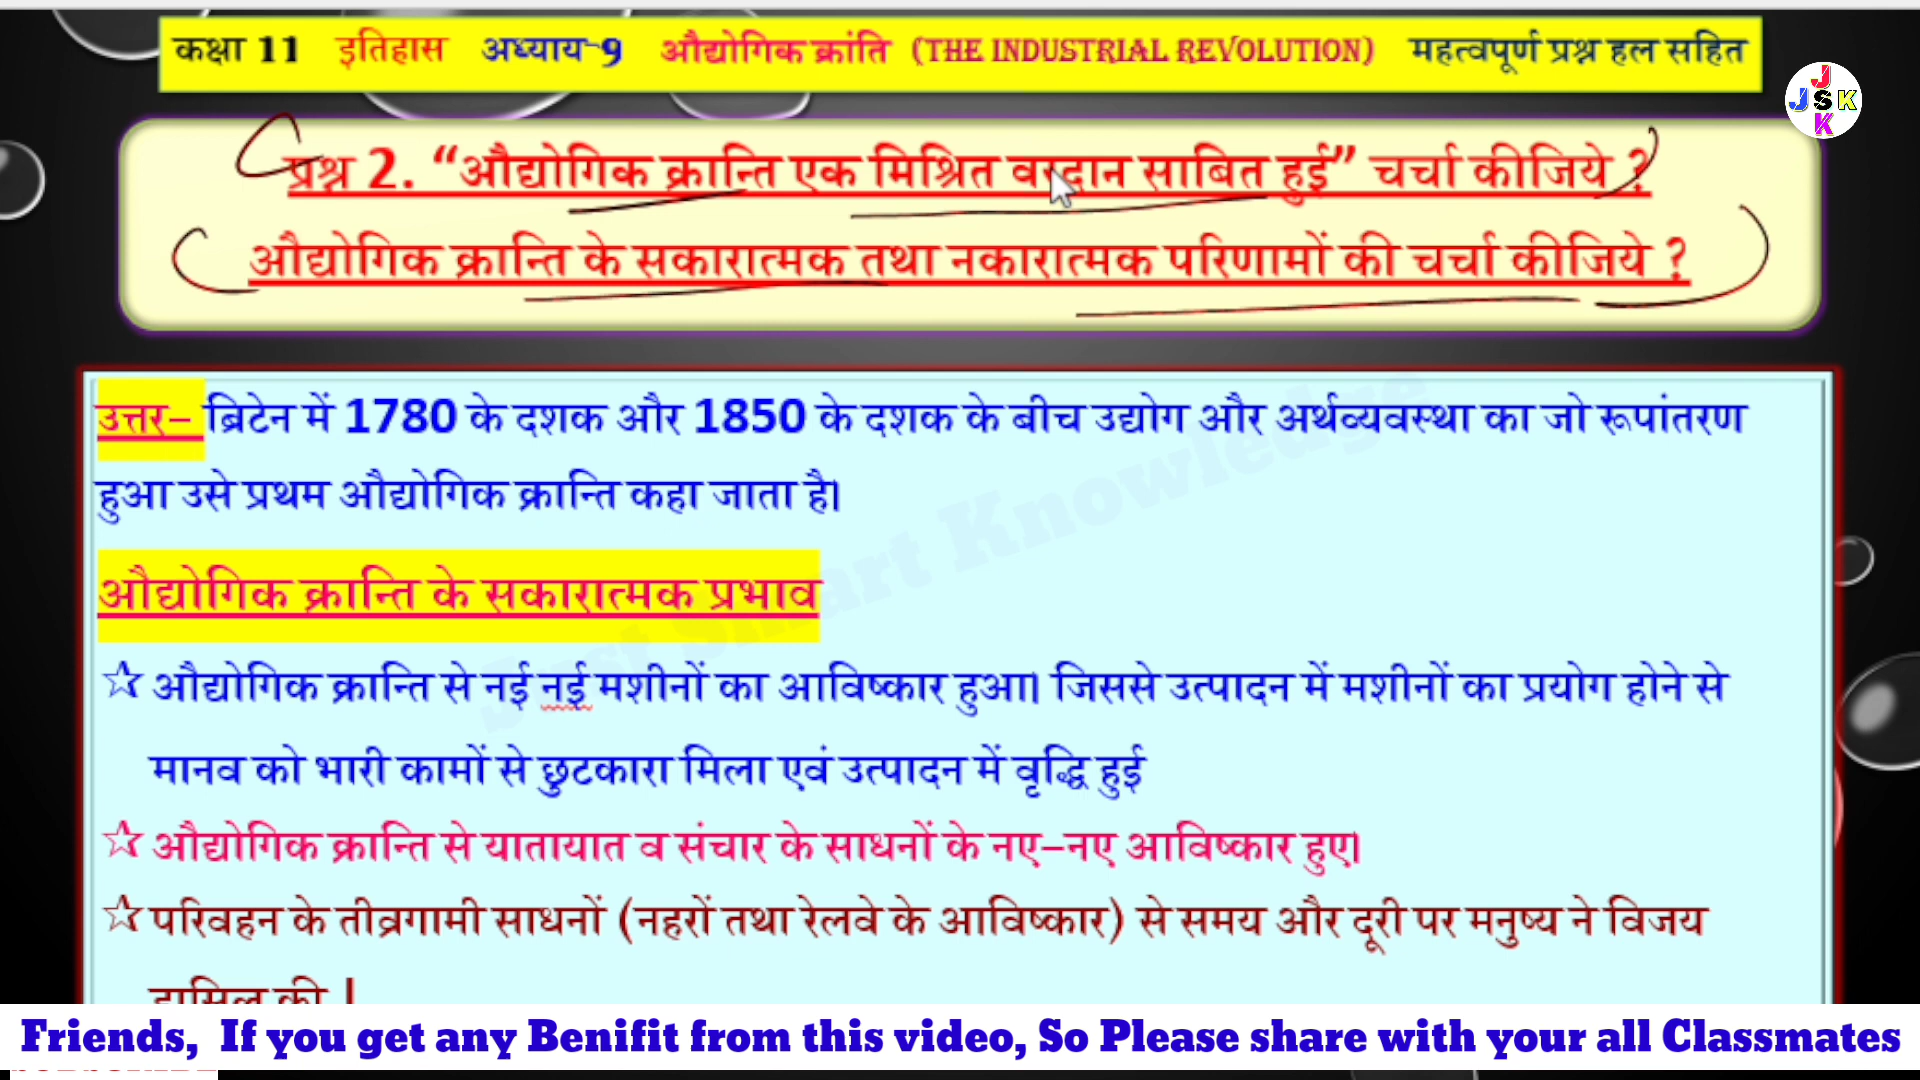 कक्षा 11 इतिहास अध्याय-9 औद्योगिक क्रांति (THE INDUSTRIAL REVOLUTION) महत्वपूर्ण प्रश्न हल सहित
J
J S K
K
प्रश्न 2. “औद्योगिक क्रान्ति एक मिश्रित वरदान साबित हुई” चर्चा कीजिये ?
औद्योगिक क्रान्ति के सकारात्मक तथा नकारात्मक परिणामों की चर्चा कीजिये ?
उत्तर– ब्रिटेन में 1780 के दशक और 1850 के दशक के बीच उद्योग और अर्थव्यवस्था का जो रूपांतरण
हुआ उसे प्रथम औद्योगिक क्रान्ति कहा जाता है।
औद्योगिक क्रान्ति के सकारात्मक प्रभाव
☆ औद्योगिक क्रान्ति से नई नई मशीनों का आविष्कार हुआ। जिससे उत्पादन में मशीनों का प्रयोग होने से
मानव को भारी कामों से छुटकारा मिला एवं उत्पादन में वृद्धि हुई
☆ औद्योगिक क्रान्ति से यातायात व संचार के साधनों के नए–नए आविष्कार हुए।
☆ परिवहन के तीव्रगामी साधनों (नहरों तथा रेलवे के आविष्कार) से समय और दूरी पर मनुष्य ने विजय
हासिल की |
Just Smart Knowledge
Friends, If you get any Benifit from this video, So Please share with your all Classmates